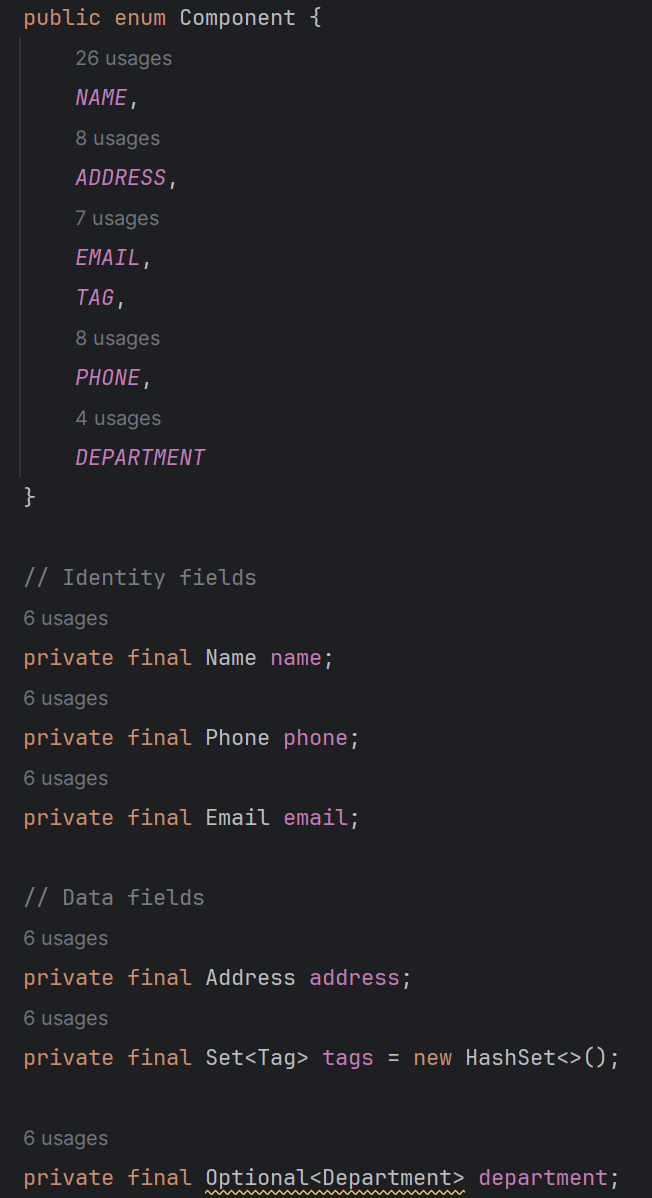 public enum Component {
26 usages
NAME,
8 usages
ADDRESS,
7 usages
EMAIL,
TAG,
8 usages
PHONE,
4 usages
DEPARTMENT
}
// Identity fields
6 usages
private final Name name;
6 usages
private final Phone phone;
6 usages
private final Email email;
// Data fields
6 usages
private final Address address;
6 usages
private final Set<Tag> tags = new HashSet<>();
6 usages
private final Optional<Department> department;